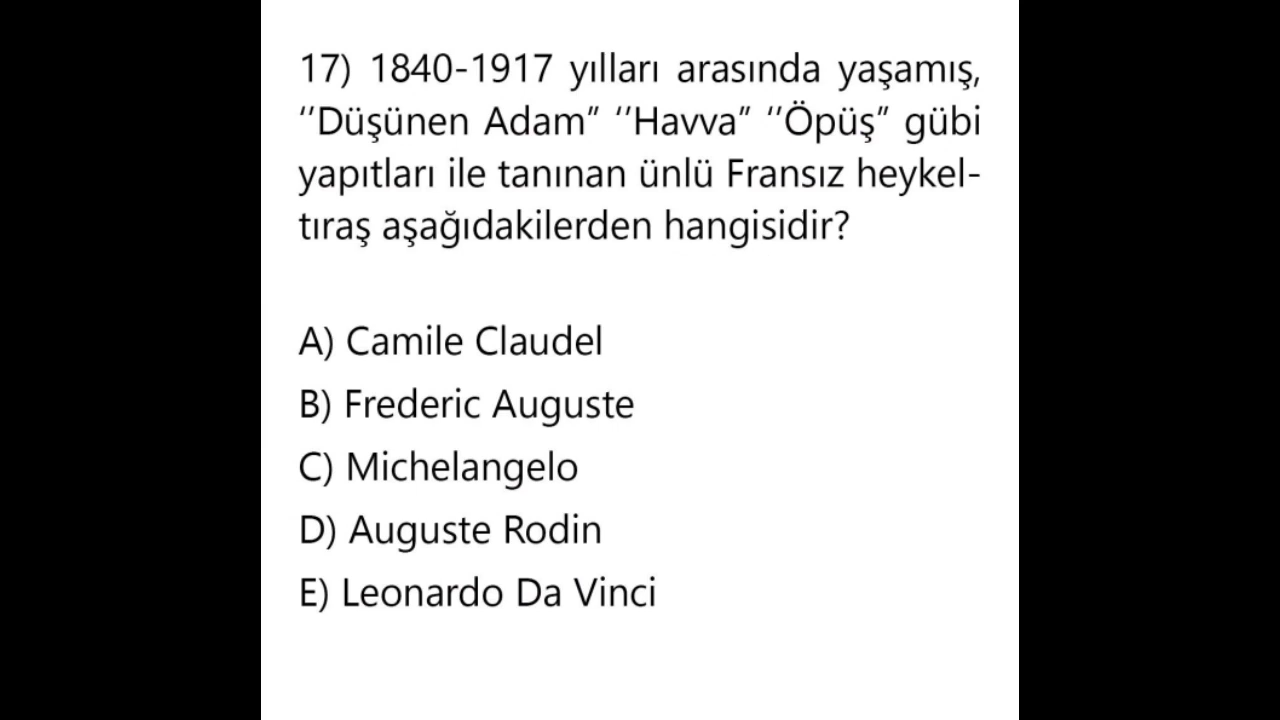 17) 1840-1917 yılları arasında yaşamış,
‘’Düşünen Adam” ‘’Havva” ‘’Öpüş” gübi
yapıtları ile tanınan ünlü Fransız heykel-
tıraş aşağıdakilerden hangisidir?
A) Camile Claudel
B) Frederic Auguste
C) Michelangelo
D) Auguste Rodin
E) Leonardo Da Vinci